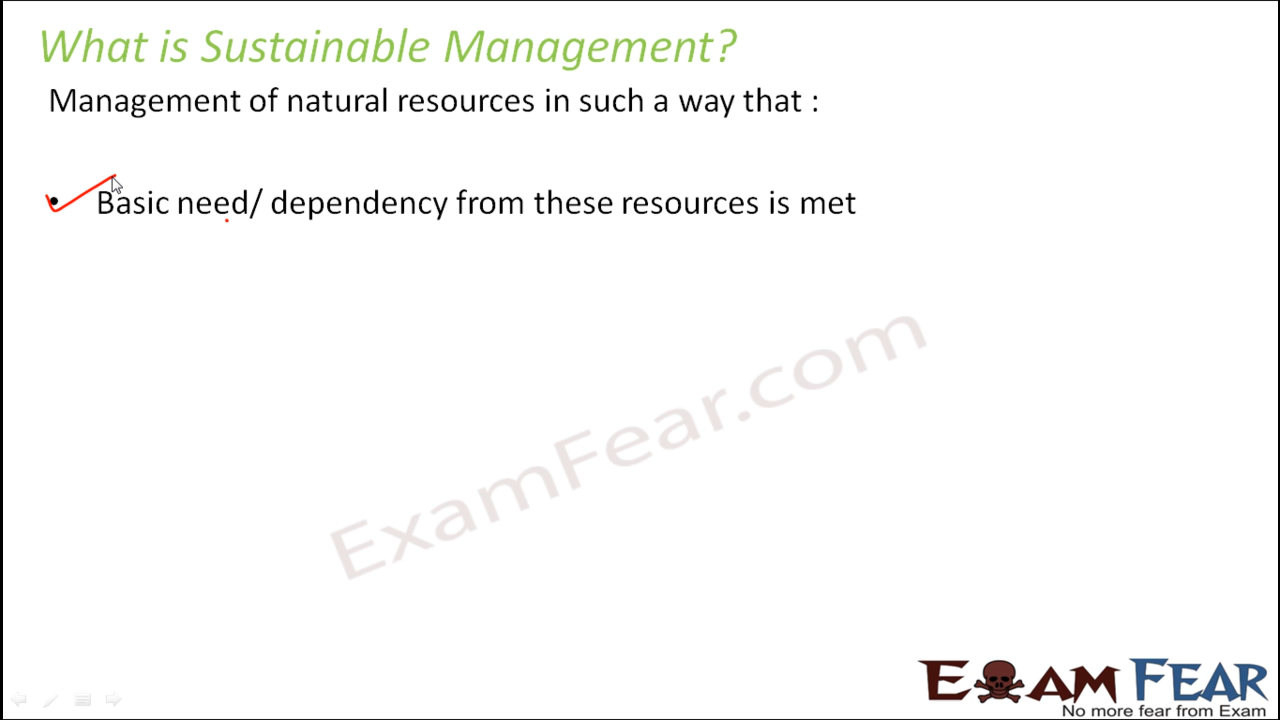 What is Sustainable Management?
Management of natural resources in such a way that :
• Basic need/ dependency from these resources is met
ExamFear.com
EXAM FEAR
No more fear from Exam